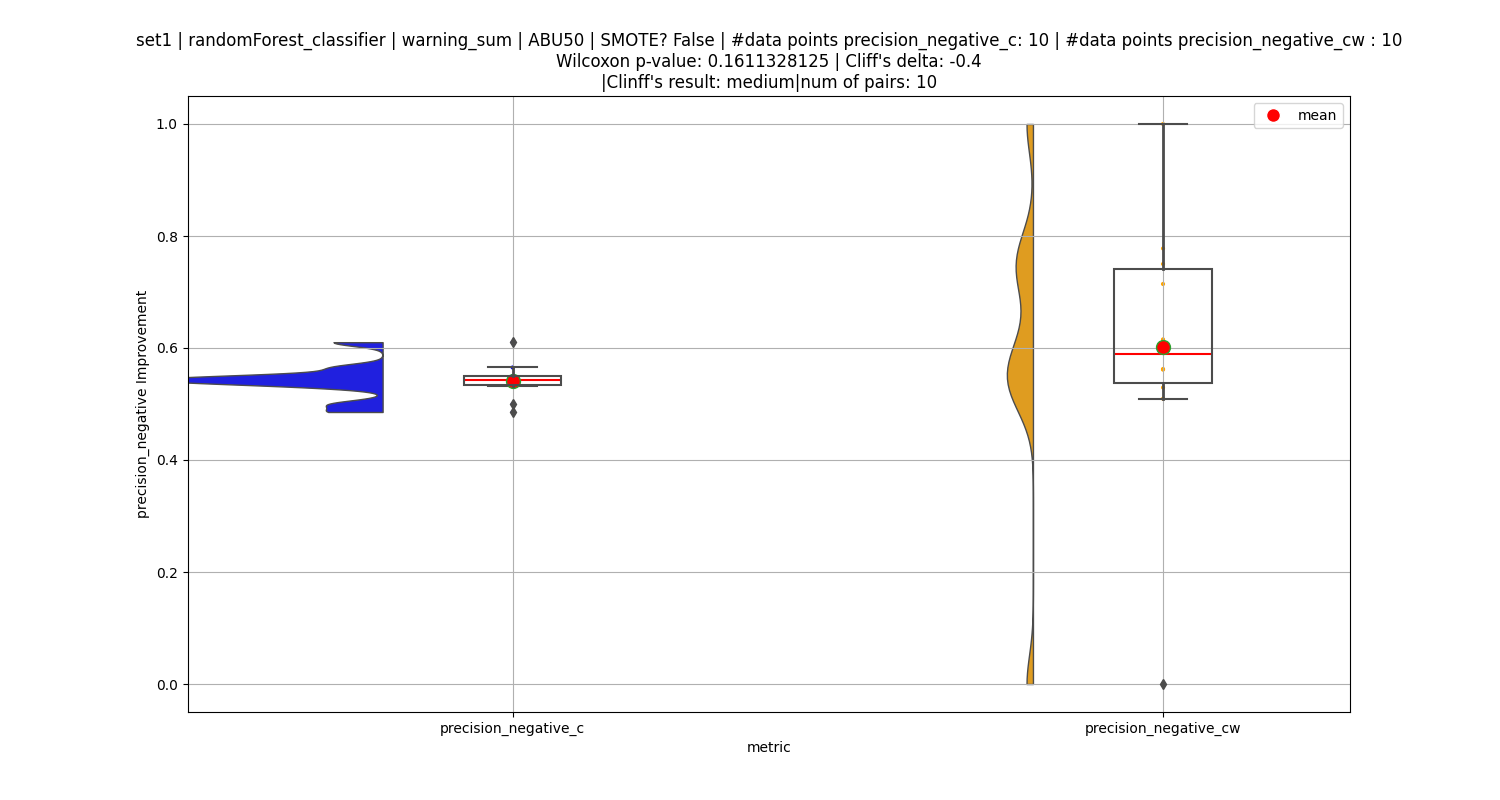 set1 | randomForest_classifier | warning_sum | ABU50 | SMOTE? False | #data points precision_negative_c: 10 | #data points precision_negative_cw : 10
Wilcoxon p-value: 0.1611328125 | Cliff's delta: -0.4
|Clinff's result: medium|num of pairs: 10
mean
precision_negative Improvement
1.0
0.8
0.6
0.4
0.2
0.0
precision_negative_c
precision_negative_cw
metric